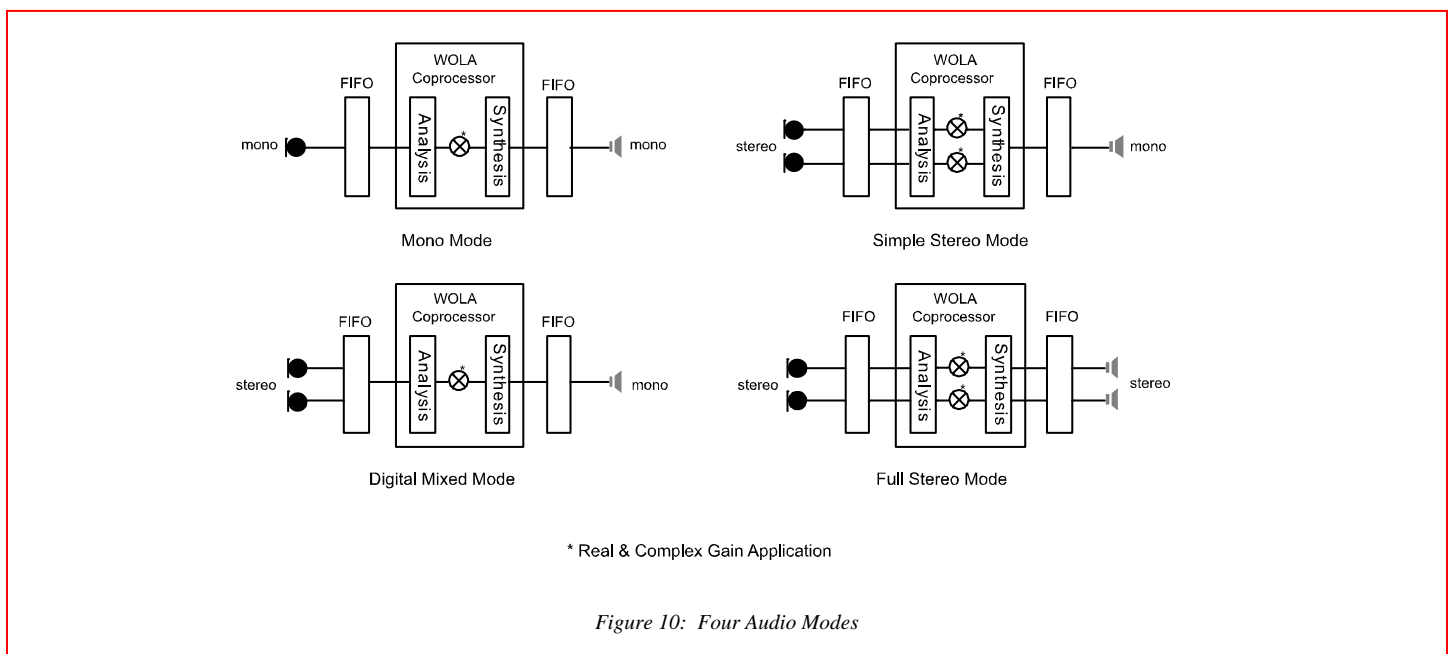 WOLA
Coprocessor
FIFO
FIFO
Analysis
*
Synthesis
mono
mono
Mono Mode
WOLA
Coprocessor
FIFO
FIFO
Analysis
*
*
Synthesis
stereo
mono
Simple Stereo Mode
WOLA
Coprocessor
FIFO
FIFO
Analysis
*
Synthesis
stereo
mono
Digital Mixed Mode
WOLA
Coprocessor
FIFO
FIFO
Analysis
*
*
Synthesis
stereo
stereo
Full Stereo Mode
* Real & Complex Gain Application
Figure 10: Four Audio Modes